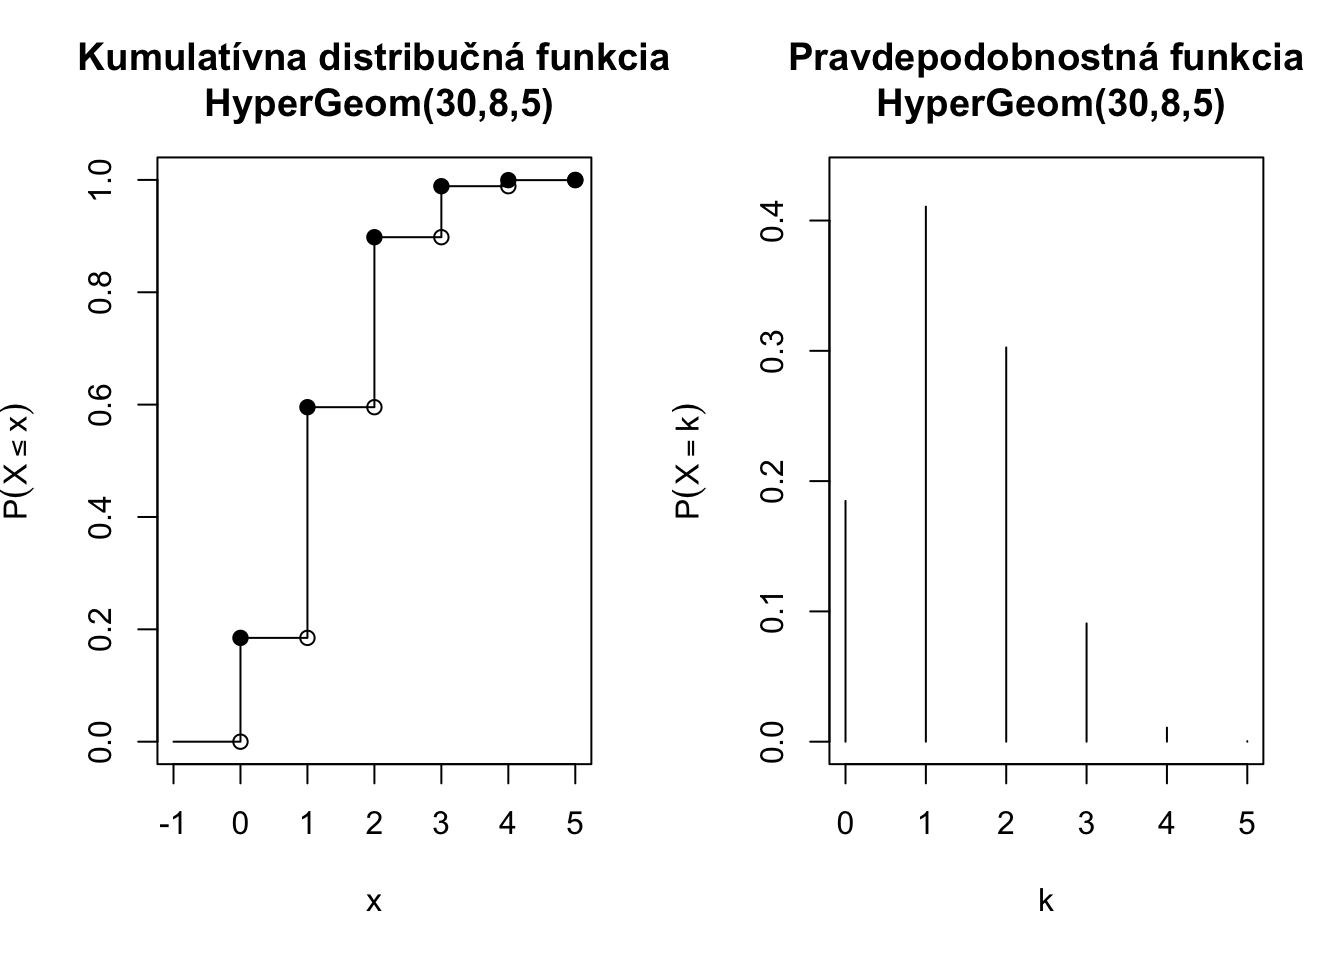 Kumulatívna distribučná funkcia
HyperGeom(30,8,5)
P(X ≤ x)
1.0
0.8
0.6
0.4
0.2
0.0
-1 0 1 2 3 4 5
x
Pravdepodobnostná funkcia
HyperGeom(30,8,5)
P(X = k)
0.4
0.3
0.2
0.1
0.0
0 1 2 3 4 5
k